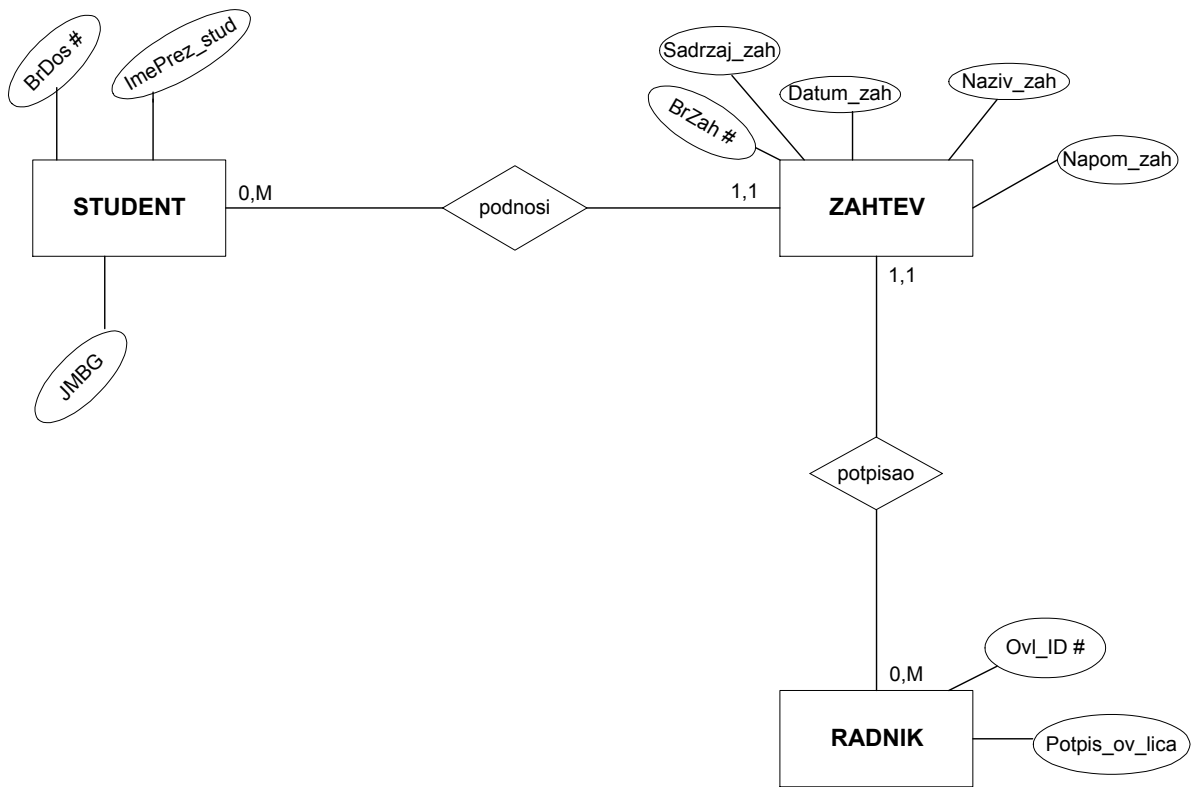 BrDos #
ImePrez_stud
Sadrzaj_zah
BrZah #
Datum_zah
Naziv_zah
Napom_zah
STUDENT
0,M
podnosi
1,1
ZAHTEV
1,1
JMBG
potpisao
0,M
Ovl_ID #
RADNIK
Potpis_ov_lica